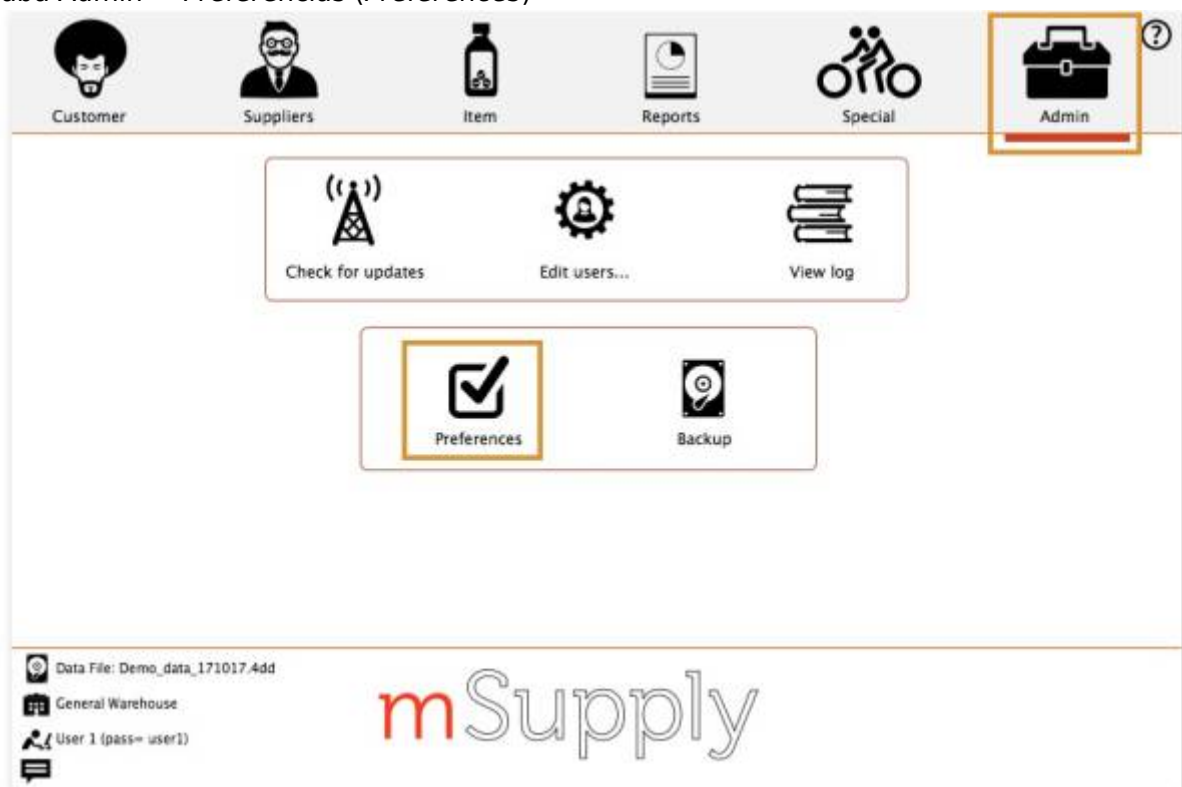 Customer
Suppliers
Item
Reports
Special
Admin
?
Check for updates
Edit users...
View log
Preferences
Backup
Data File: Demo_data_171017.4dd
General Warehouse
User 1 (pass= user1)
mSupply